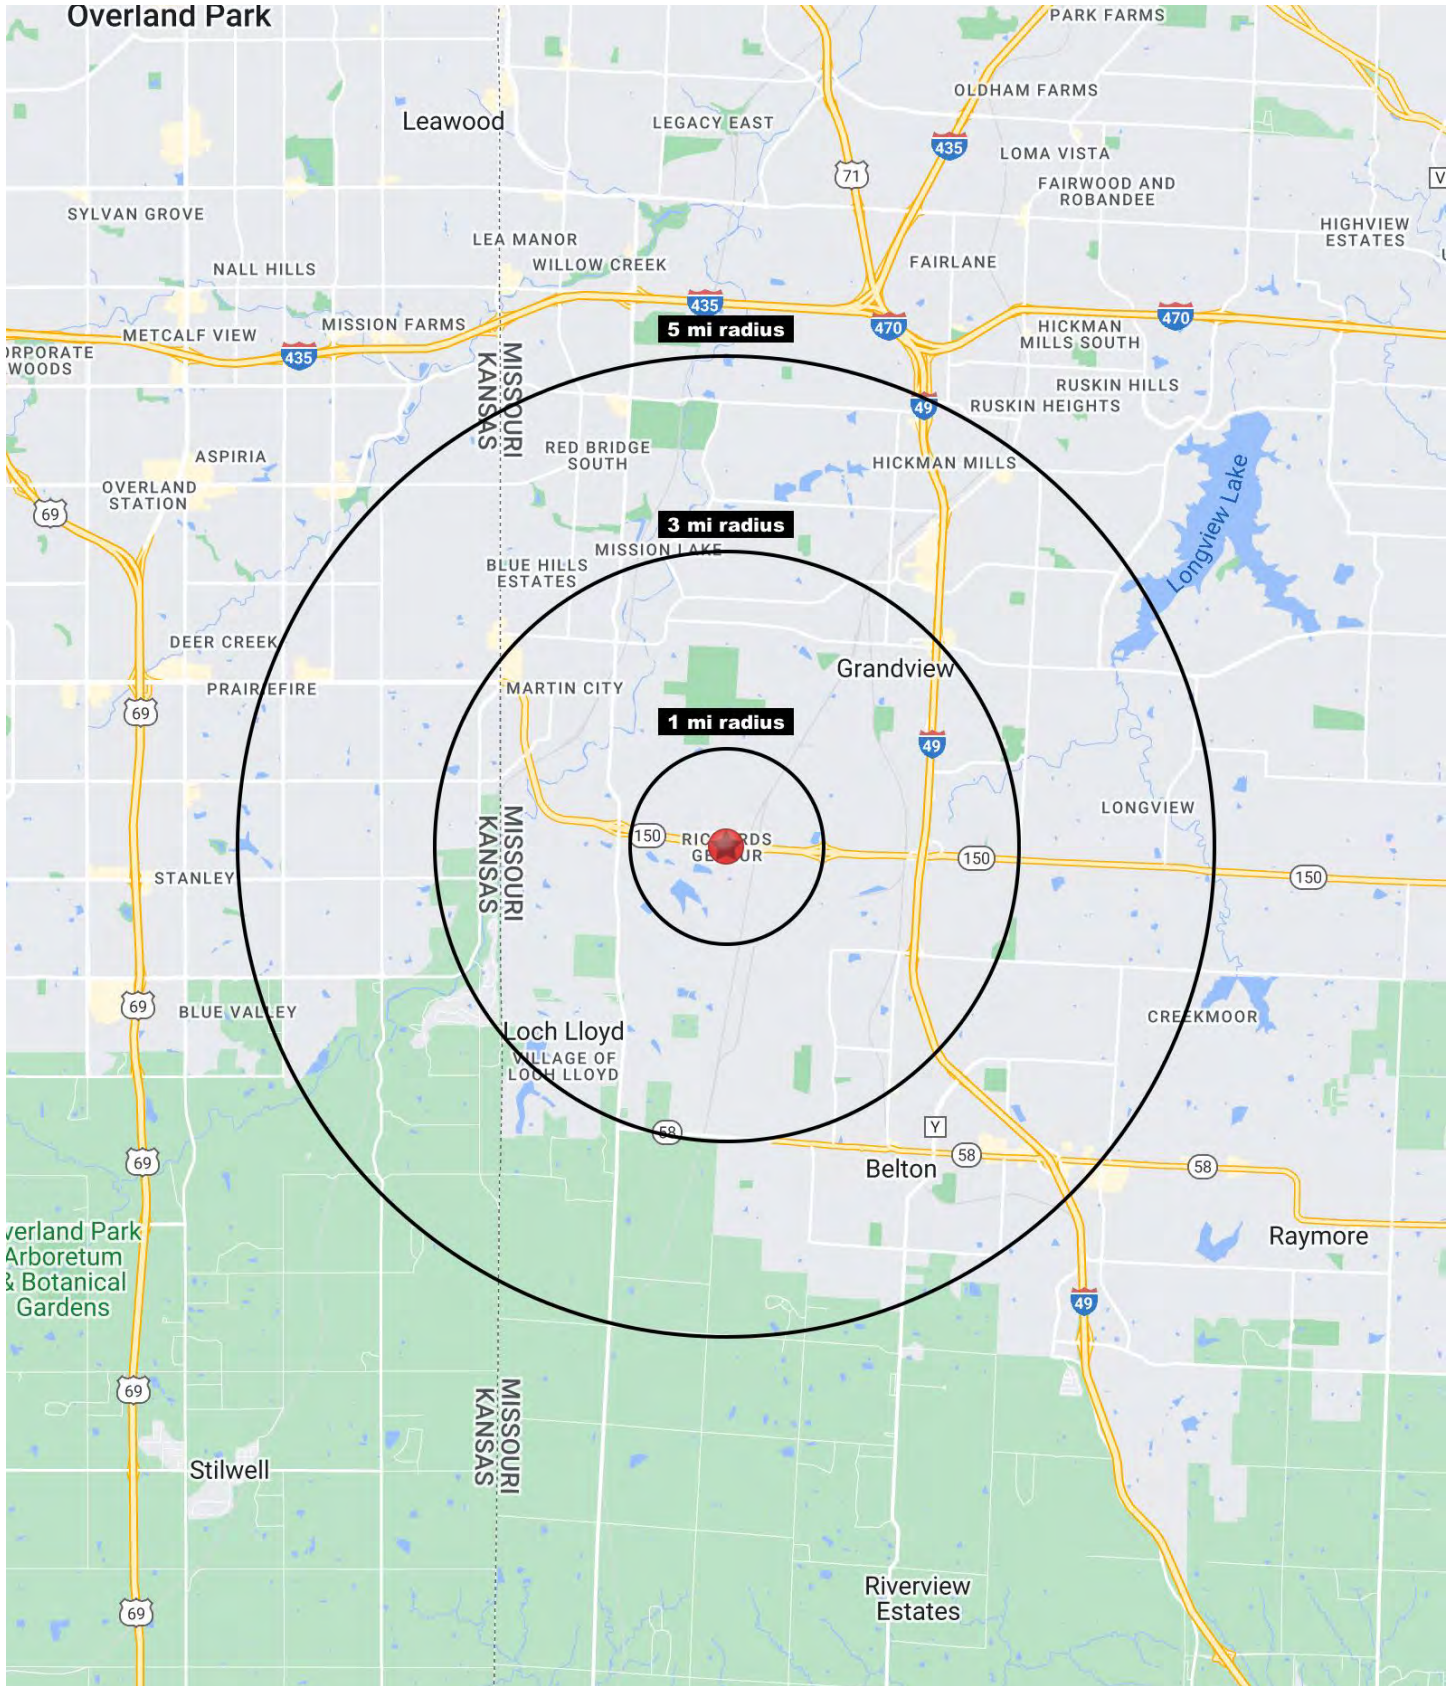 Overland Park
PARK FARMS
OLDHAM FARMS
Leawood
LEGACY EAST
435
LOMA VISTA
71
FAIRWOOD AND
ROBANDEE
V
SYLVAN GROVE
HIGHVIEW
ESTATES
LEA MANOR
WILLOW CREEK
FAIRLANE
NALL HILLS
435
470
470
5 mi radius
MISSION FARMS
METCALF VIEW
HICKMAN
MILLS SOUTH
435
ORPORATE
WOODS
MISSOURI
KANSAS
RUSKIN HILLS
49
RUSKIN HEIGHTS
RED BRIDGE
SOUTH
ASPIRIA
HICKMAN MILLS
OVERLAND
STATION
69
Longview Lake
3 mi radius
MISSION LAKE
BLUE HILLS
ESTATES
DEER CREEK
Grandview
PRAIRIEFIRE
MARTIN CITY
69
1 mi radius
49
LONGVIEW
MISSOURI
KANSAS
150
RICHARDS
GEBAUR
150
150
STANLEY
69
BLUE VALLEY
CREEKMOOR
Loch Lloyd
VILLAGE OF
LOCH LLOYD
58
Y
58
58
69
Belton
verland Park
Arboretum
& Botanical
Gardens
Raymore
49
69
MISSOURI
KANSAS
Stilwell
Riverview
Estates
69